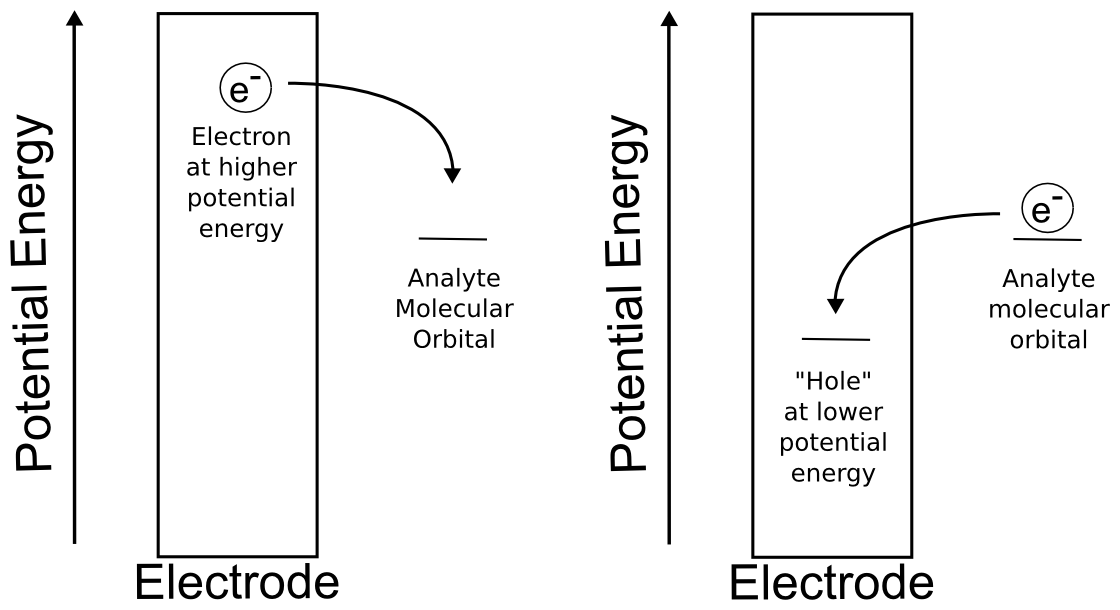 Potential Energy
e-
Electron
at higher
potential
energy
Analyte
Molecular
Orbital
Electrode
Potential Energy
e-
Analyte
molecular
orbital
"Hole"
at lower
potential
energy
Electrode